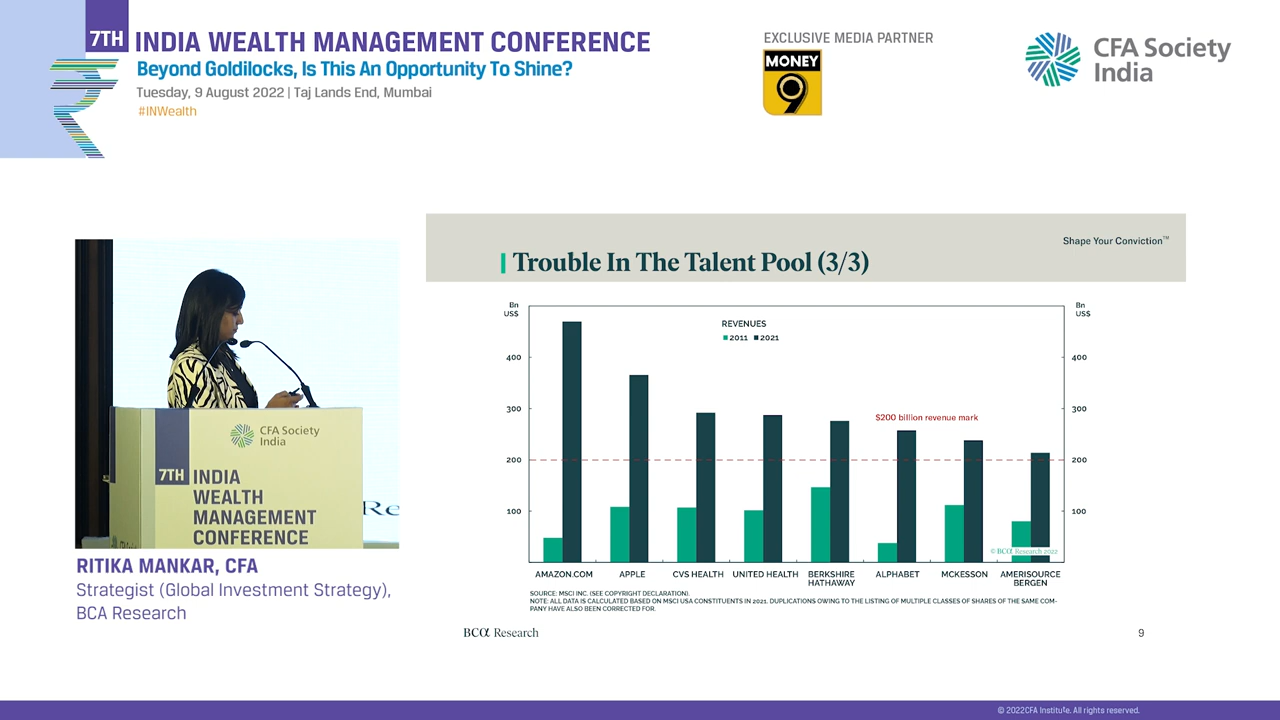 7TH INDIA WEALTH MANAGEMENT CONFERENCE
Beyond Goldilocks, Is This An Opportunity To Shine?
Tuesday, 9 August 2022 | Taj Lands End, Mumbai
#INWealth
EXCLUSIVE MEDIA PARTNER
MONEY
9
CFA Society
India
Shape Your Conviction™
Trouble In The Talent Pool (3/3)
Bn
US$
Bn
US$
REVENUES
2011 2021
400
400
300
300
$200 billion revenue mark
200
200
100
100
© BCα Research 2022
AMAZON.COM APPLE CVS HEALTH UNITED HEALTH BERKSHIRE ALPHABET MCKESSON AMERISOURCE
HATHAWAY BERGEN
SOURCE: MSCI INC. (SEE COPYRIGHT DECLARATION).
NOTE: ALL DATA IS CALCULATED BASED ON MSCI USA CONSTITUENTS IN 2021. DUPLICATIONS OWING TO THE LISTING OF MULTIPLE CLASSES OF SHARES OF THE SAME COM-
PANY HAVE ALSO BEEN CORRECTED FOR.
BCα Research
9
CFA Society
India
7TH INDIA
WEALTH
MANAGEMENT
CONFERENCE
Re
RITIKA MANKAR, CFA
Strategist (Global Investment Strategy),
BCA Research
© 2022CFA Institute. All rights reserved.